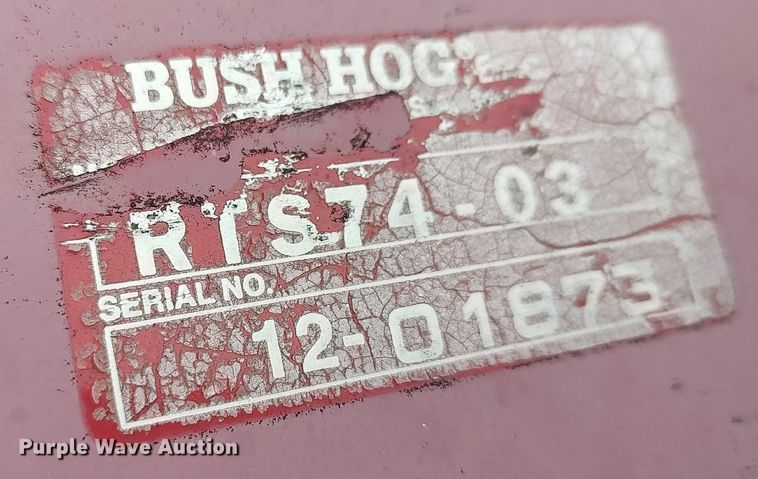 BUSH HOG®
RTS74-03
SERIAL NO.
12-01873
Purple Wave Auction